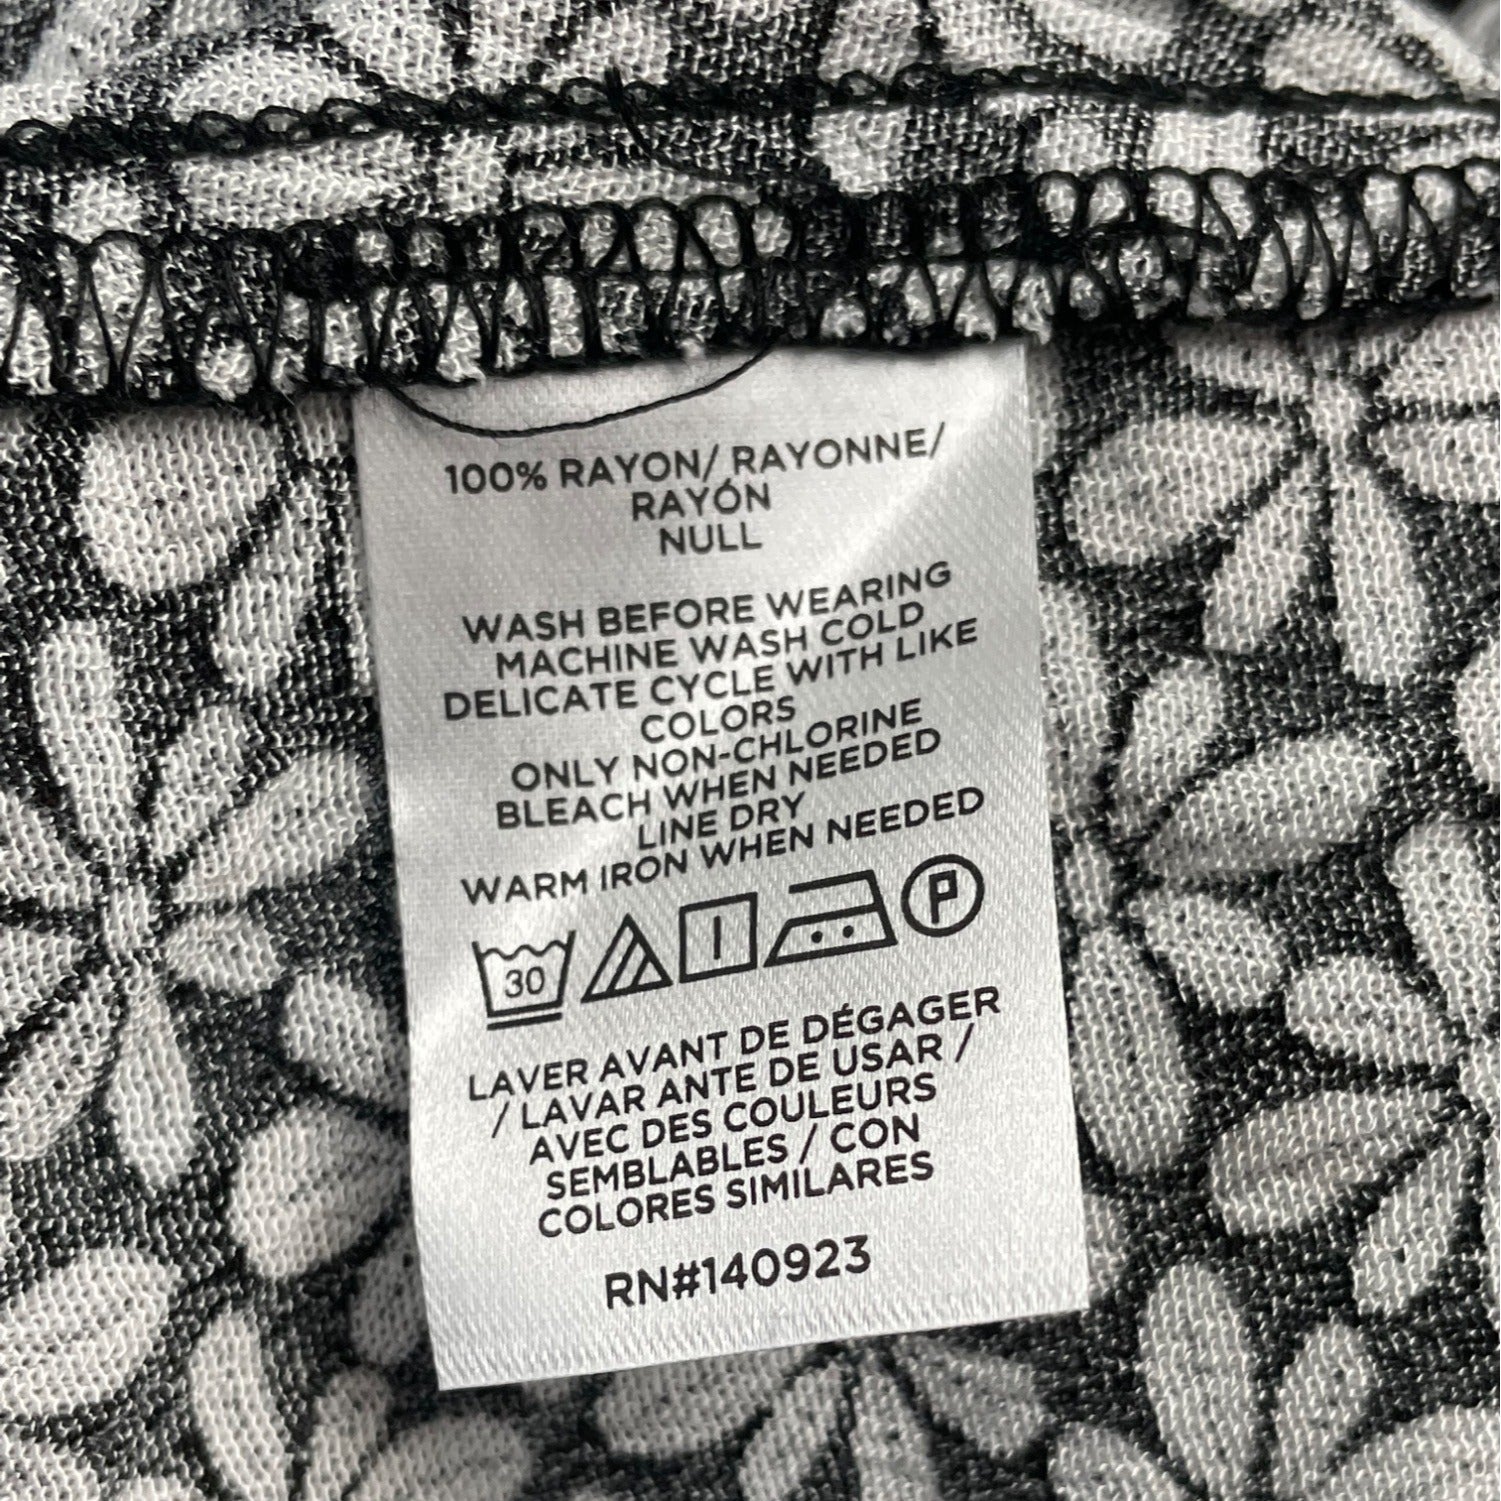 100% RAYON/ RAYONNE/
RAYÓN
NULL
WASH BEFORE WEARING
MACHINE WASH COLD
DELICATE CYCLE WITH LIKE
COLORS
ONLY NON-CHLORINE
BLEACH WHEN NEEDED
LINE DRY
WARM IRON WHEN NEEDED
30 P
LAVER AVANT DE DÉGAGER
/ LAVAR ANTE DE USAR /
AVEC DES COULEURS
SEMBLABLES / CON
COLORES SIMILARES
RN#140923